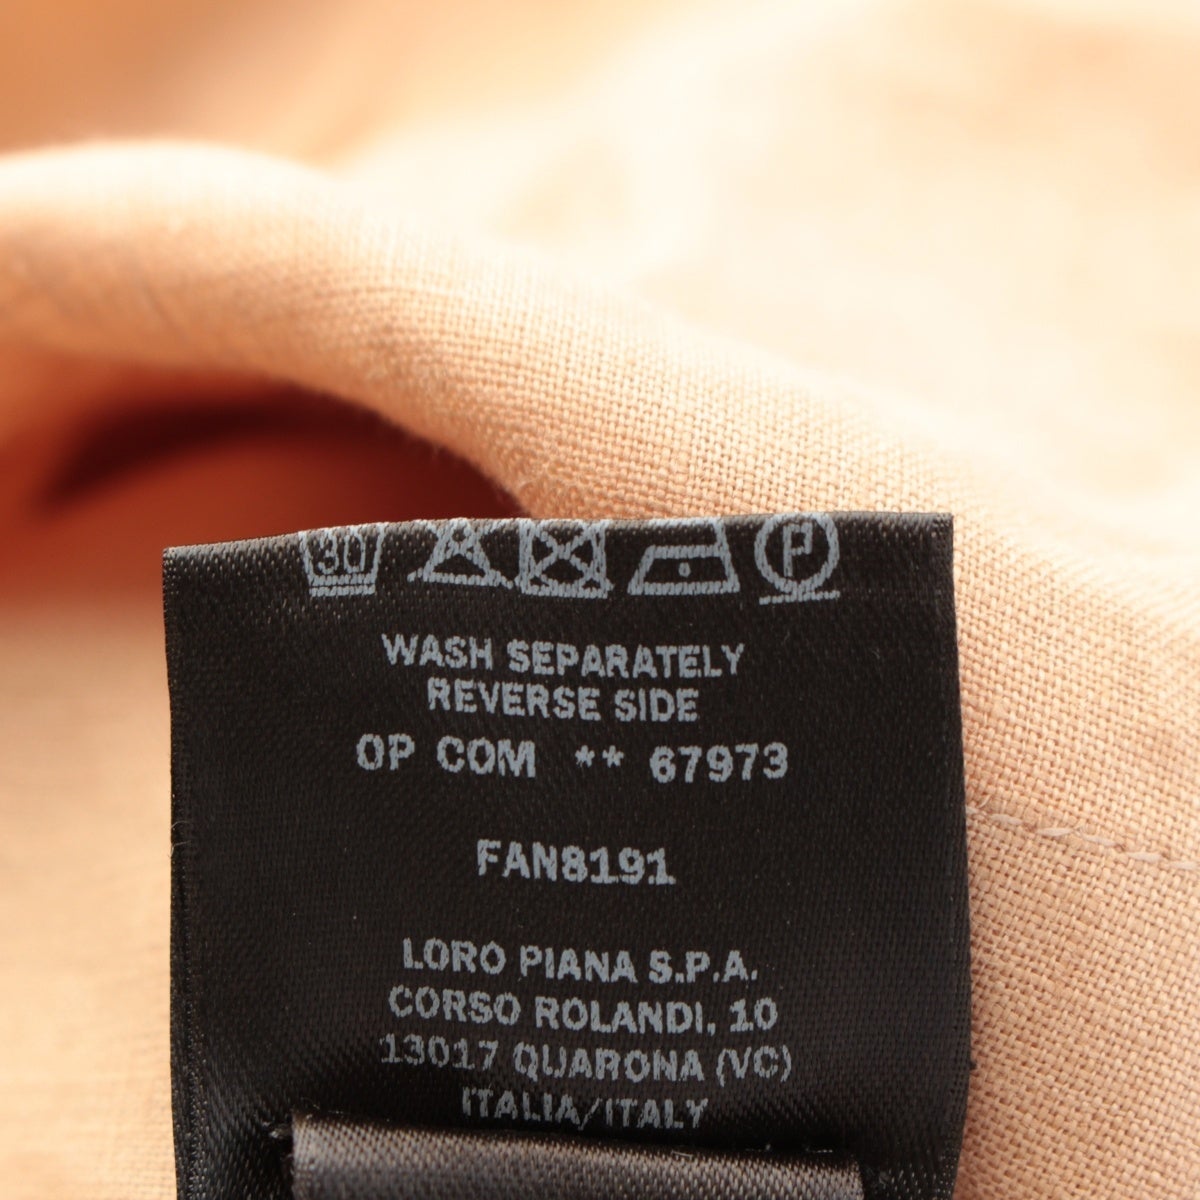 30 P
WASH SEPARATELY
REVERSE SIDE
OP COM ** 67973
FAN8191
LORO PIANA S.P.A.
CORSO ROLANDI, 10
13017 QUARONA (VC)
ITALIA/ITALY